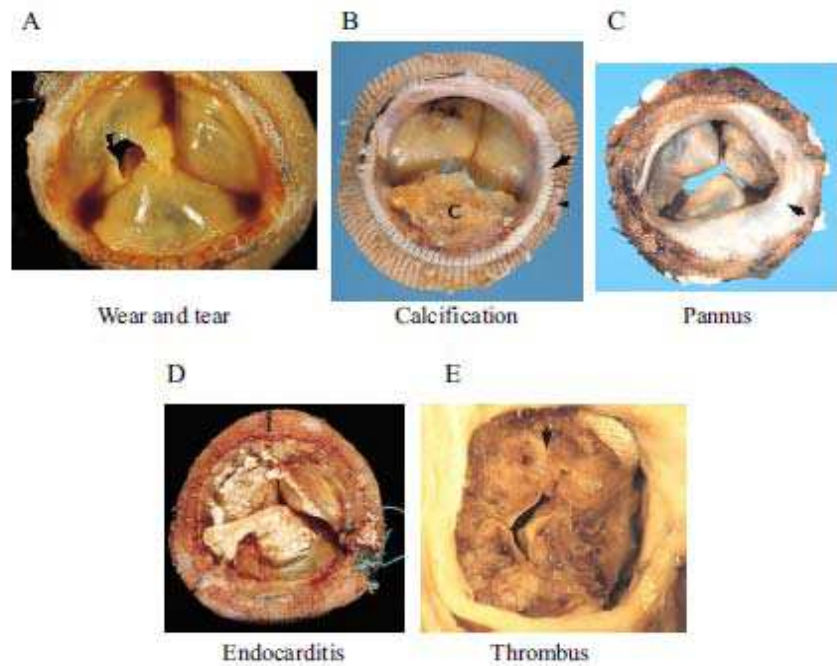 A
B
C
C
Wear and tear
Calcification
Pannus
D
E
Endocarditis
Thrombus